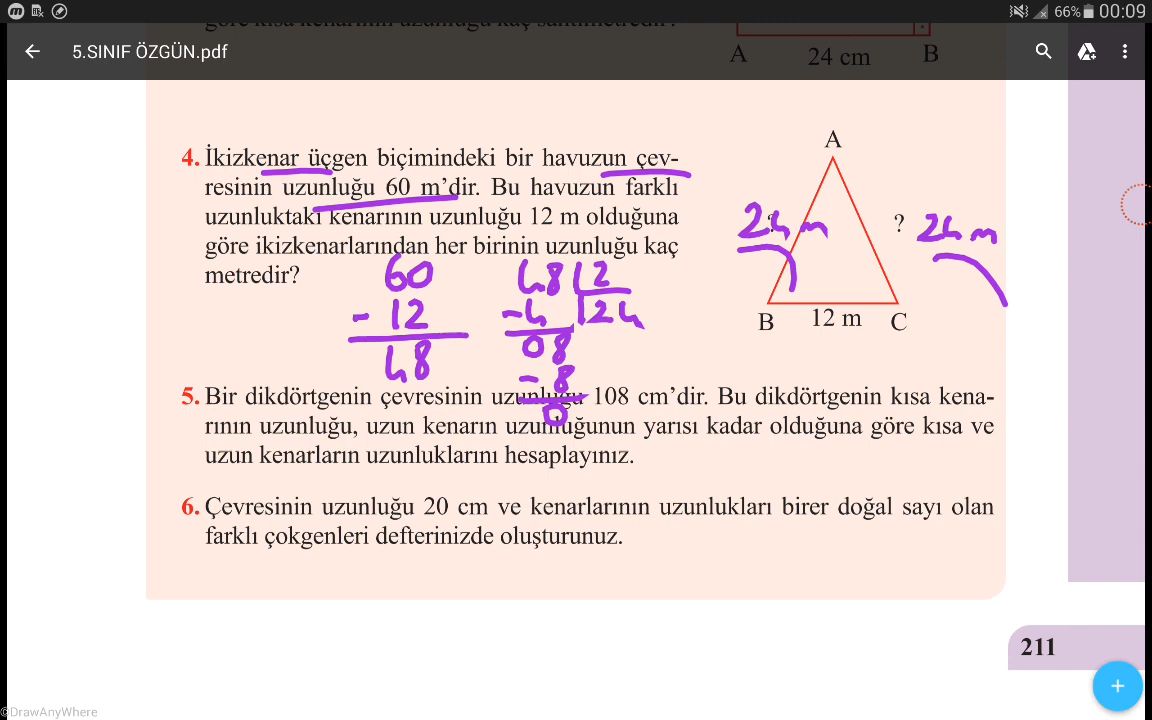 66% 00:09
5.SINIF ÖZGÜN.pdf
A 24 cm B
4. İkizkenar üçgen biçimindeki bir havuzun çev-
resinin uzunluğu 60 m’dir. Bu havuzun farklı
uzunluktaki kenarının uzunluğu 12 m olduğuna
göre ikizkenarlarından her birinin uzunluğu kaç
metredir?
A
24 m
? 24 m
B 12 m C
60
- 12
48
48 2
- 4 24
08
- 8
0
5. Bir dikdörtgenin çevresinin uzunluğu 108 cm’dir. Bu dikdörtgenin kısa kena-
rının uzunluğu, uzun kenarın uzunluğunun yarısı kadar olduğuna göre kısa ve
uzun kenarların uzunluklarını hesaplayınız.
6. Çevresinin uzunluğu 20 cm ve kenarlarının uzunlukları birer doğal sayı olan
farklı çokgenleri defterinizde oluşturunuz.
211
©DrawAnyWhere